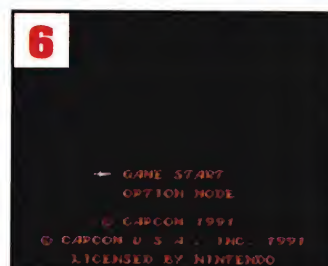 6
GAME START
OPTION MODE
© CAPCOM 1991
© CAPCOM U S A , INC. 1991
LICENSED BY NINTENDO